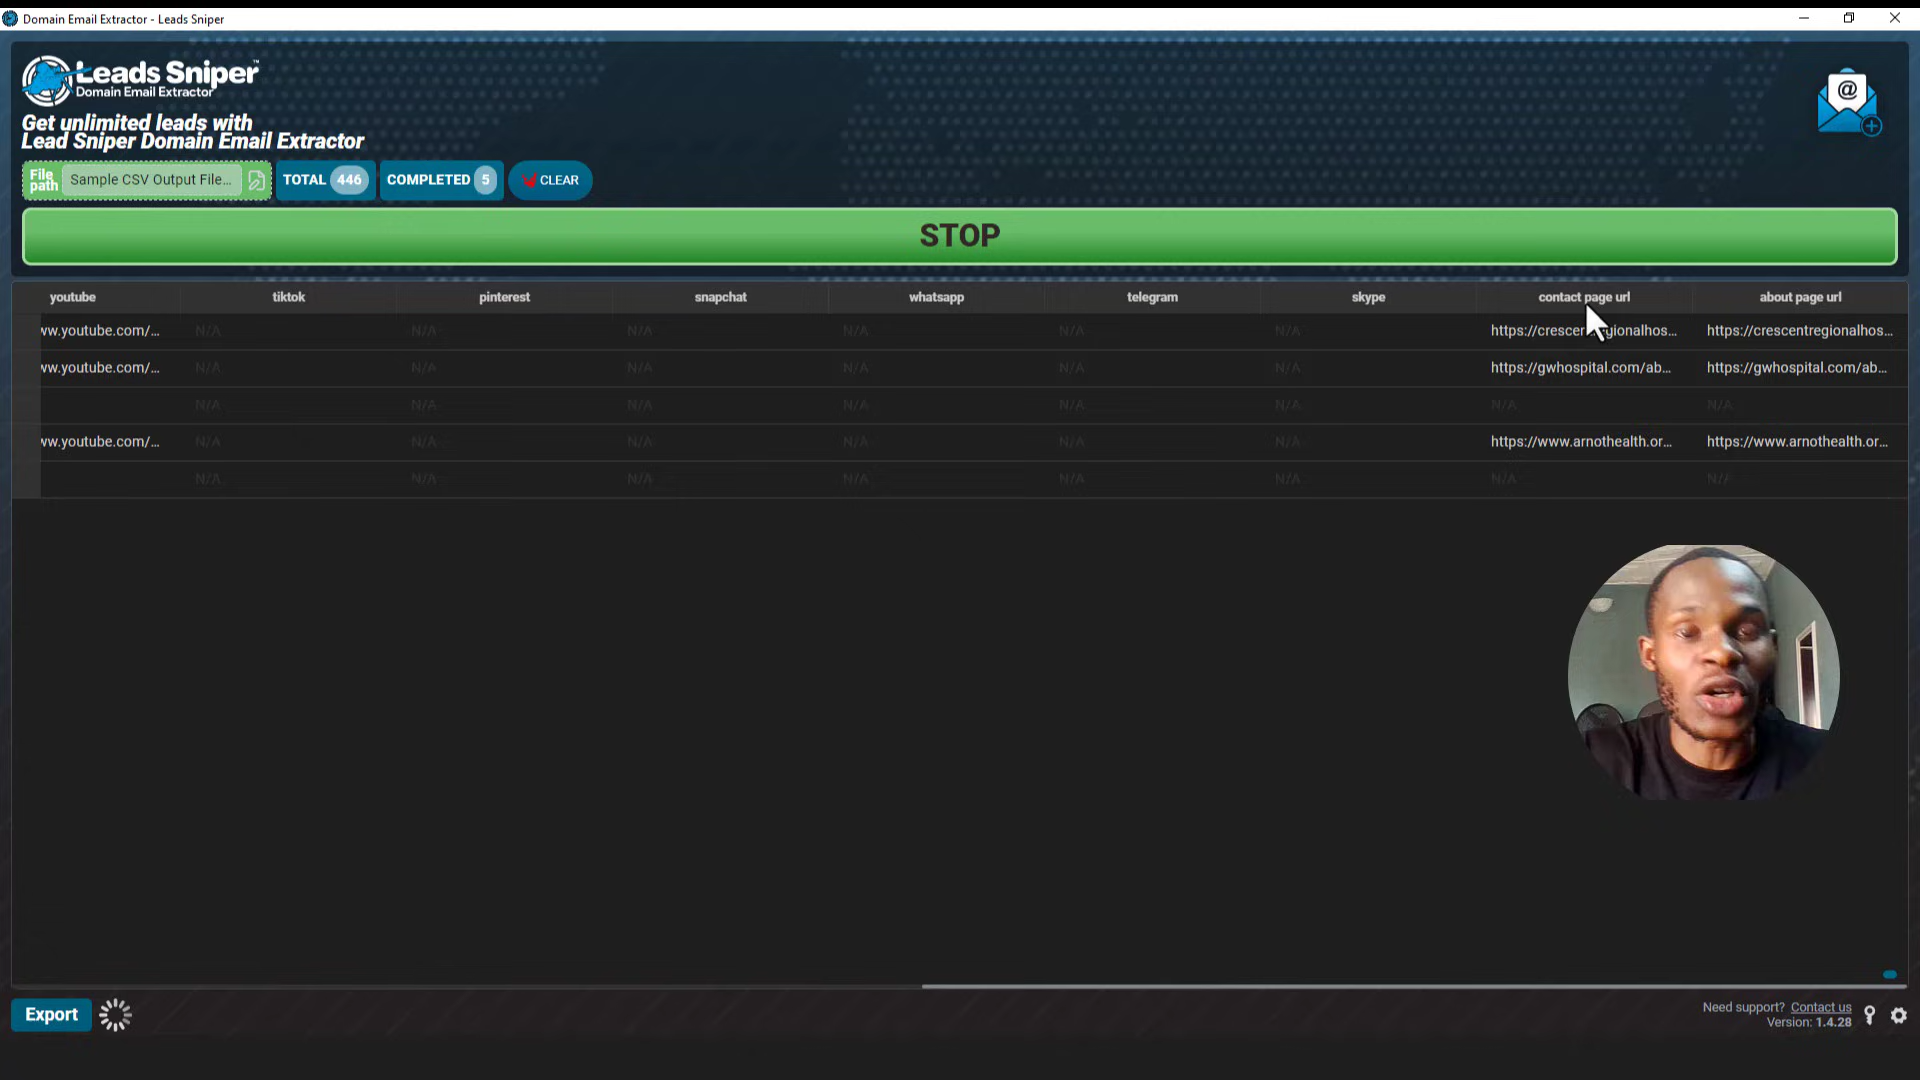 Domain Email Extractor - Leads Sniper
Leads Sniper™
Domain Email Extractor
Get unlimited leads with
Lead Sniper Domain Email Extractor
File path Sample CSV Output File... TOTAL 446 COMPLETED 5 CLEAR
STOP
youtube tiktok pinterest snapchat whatsapp telegram skype contact page url about page url
ww.youtube.com/... N/A N/A N/A N/A N/A N/A https://crescentregionalhos... https://crescentregionalhos...
ww.youtube.com/... N/A N/A N/A N/A N/A N/A https://gwhospital.com/ab... https://gwhospital.com/ab...
N/A N/A N/A N/A N/A N/A N/A N/A
ww.youtube.com/... N/A N/A N/A N/A N/A N/A https://www.arnothealth.or... https://www.arnothealth.or...
N/A N/A N/A N/A N/A N/A N/A N/A
Export
Need support? Contact us
Version: 1.4.28